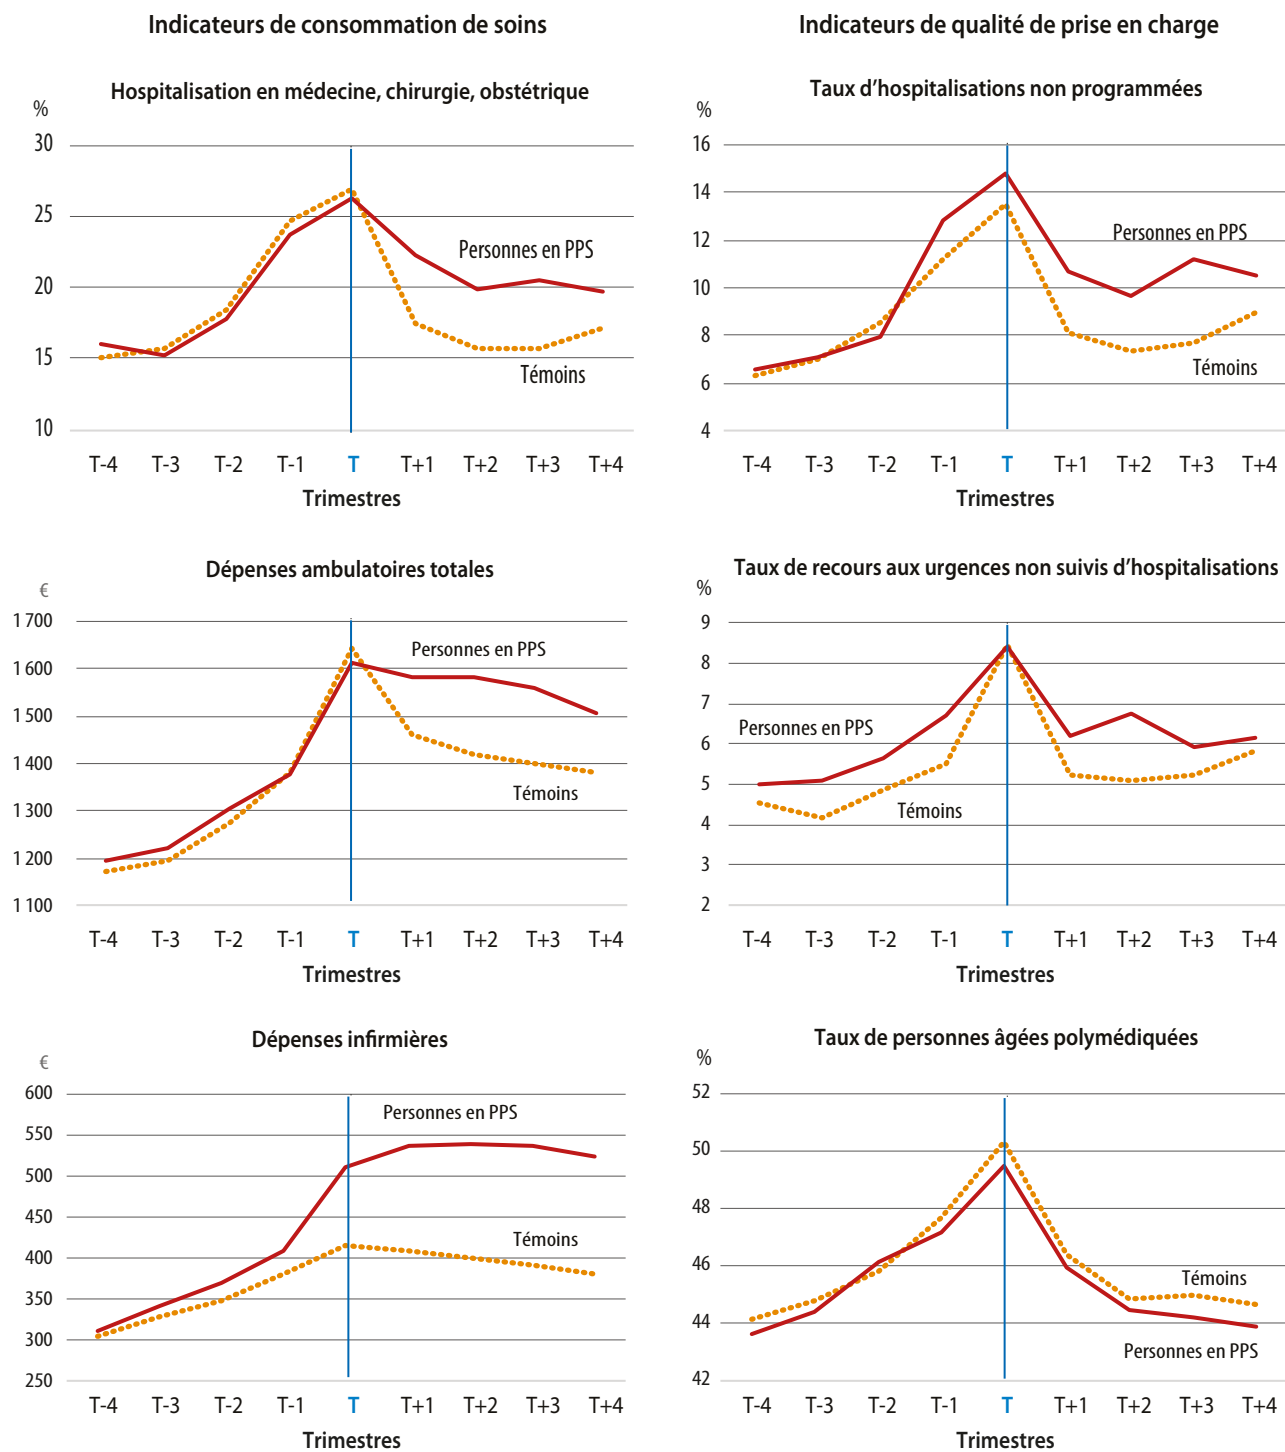 Indicateurs de consommation de soins
Hospitalisation en médecine, chirurgie, obstétrique
%
30
25
20
15
10
Personnes en PPS
Témoins
T-4 T-3 T-2 T-1 T T+1 T+2 T+3 T+4
Trimestres
Dépenses ambulatoires totales
€
1 700
1 600
1 500
1 400
1 300
1 200
1 100
Personnes en PPS
Témoins
T-4 T-3 T-2 T-1 T T+1 T+2 T+3 T+4
Trimestres
Dépenses infirmières
€
600
550
500
450
400
350
300
250
Personnes en PPS
Témoins
T-4 T-3 T-2 T-1 T T+1 T+2 T+3 T+4
Trimestres
Indicateurs de qualité de prise en charge
Taux d’hospitalisations non programmées
%
16
14
12
10
8
6
4
Personnes en PPS
Témoins
T-4 T-3 T-2 T-1 T T+1 T+2 T+3 T+4
Trimestres
Taux de recours aux urgences non suivis d’hospitalisations
%
9
8
7
6
5
4
3
2
Personnes en PPS
Témoins
T-4 T-3 T-2 T-1 T T+1 T+2 T+3 T+4
Trimestres
Taux de personnes âgées polymédiquées
%
52
50
48
46
44
42
Témoins
Personnes en PPS
T-4 T-3 T-2 T-1 T T+1 T+2 T+3 T+4
Trimestres